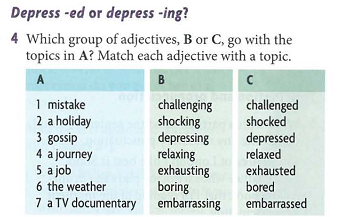 Depress -ed or depress -ing?
4 Which group of adjectives, B or C, go with the
topics in A? Match each adjective with a topic.
A B C
1 mistake challenging challenged
2 a holiday shocking shocked
3 gossip depressing depressed
4 a journey relaxing relaxed
5 a job exhausting exhausted
6 the weather boring bored
7 a TV documentary embarrassing embarrassed